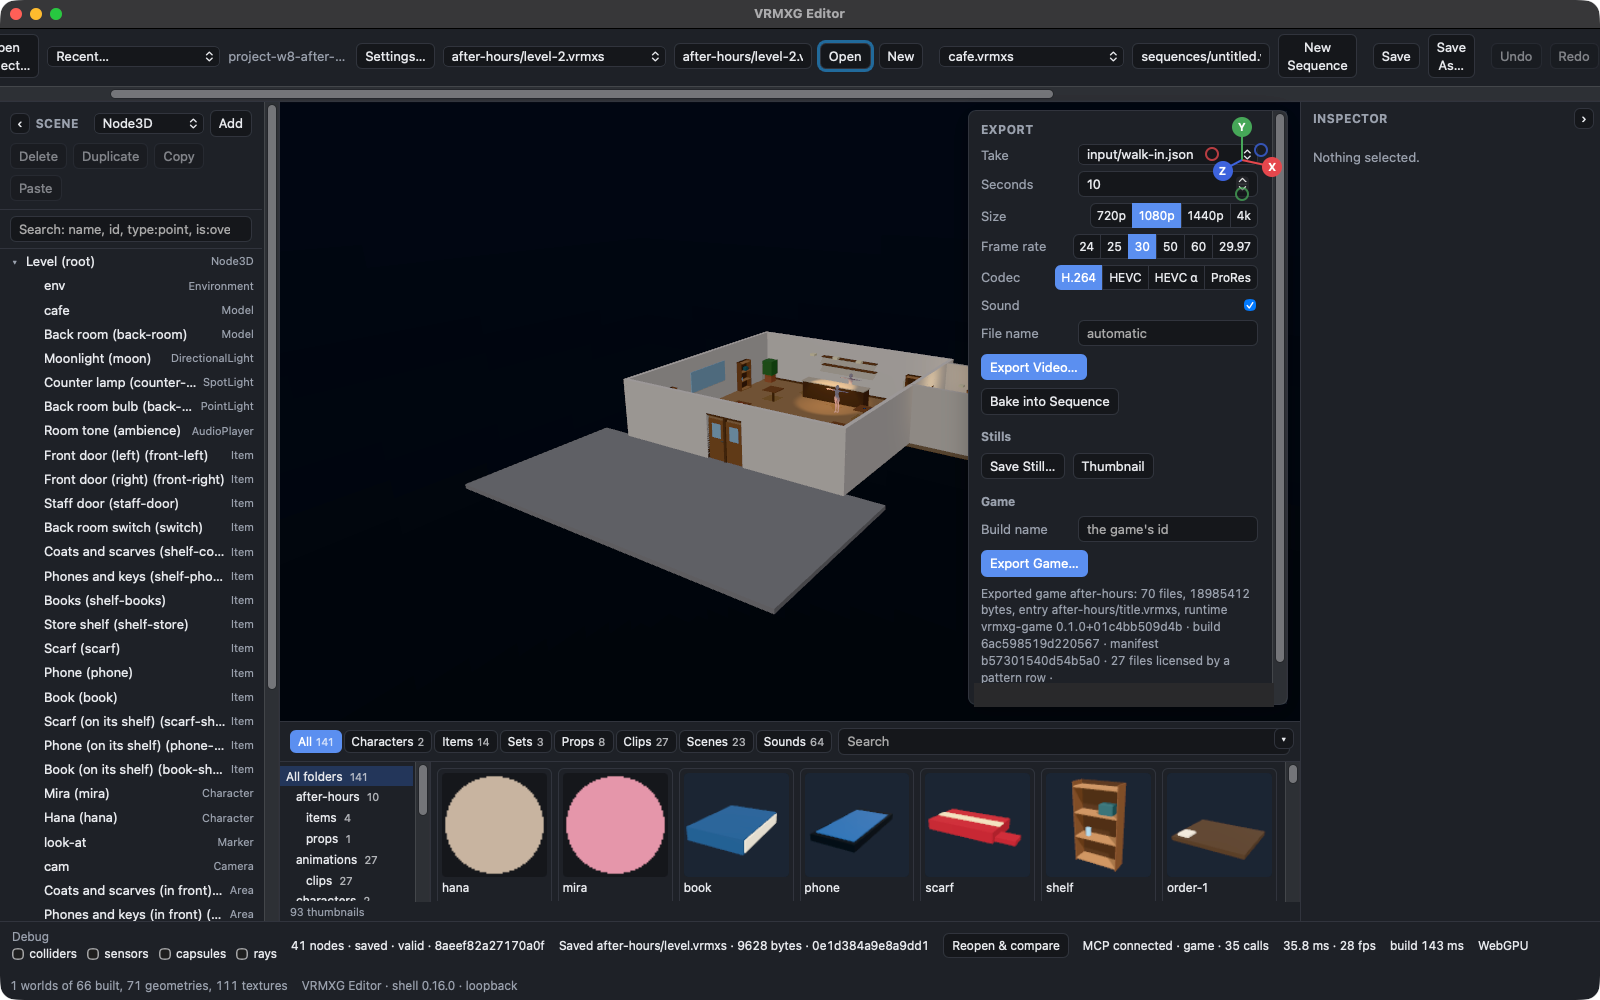 VRMXG Editor
pen
ect...
Recent...
project-w8-after-...
Settings...
after-hours/level-2.vrmxs
after-hours/level-2.v
Open
New
cafe.vrmxs
sequences/untitled.
New
Sequence
Save
Save
As...
Undo
Redo
‹ SCENE
Node3D
Add
Delete
Duplicate
Copy
Paste
Search: name, id, type:point, is:ove
Level (root) Node3D
env Environment
cafe Model
Back room (back-room) Model
Moonlight (moon) DirectionalLight
Counter lamp (counter-... SpotLight
Back room bulb (back-... PointLight
Room tone (ambience) AudioPlayer
Front door (left) (front-left) Item
Front door (right) (front-right) Item
Staff door (staff-door) Item
Back room switch (switch) Item
Coats and scarves (shelf-co... Item
Phones and keys (shelf-pho... Item
Books (shelf-books) Item
Store shelf (shelf-store) Item
Scarf (scarf) Item
Phone (phone) Item
Book (book) Item
Scarf (on its shelf) (scarf-sh... Item
Phone (on its shelf) (phone-... Item
Book (on its shelf) (book-sh... Item
Mira (mira) Character
Hana (hana) Character
look-at Marker
cam Camera
Coats and scarves (in front)... Area
Phones and keys (in front) (... Area
EXPORT
Take input/walk-in.json
Seconds 10
Size 720p 1080p 1440p 4k
Frame rate 24 25 30 50 60 29.97
Codec H.264 HEVC HEVC α ProRes
Sound
File name automatic
Export Video...
Bake into Sequence
Stills
Save Still... Thumbnail
Game
Build name the game's id
Export Game...
Exported game after-hours: 70 files, 18985412
bytes, entry after-hours/title.vrmxs, runtime
vrmxg-game 0.1.0+01c4bb509d4b · build
6ac598519d220567 · manifest
b57301540d54b5a0 · 27 files licensed by a
pattern row ·
Y
X
Z
INSPECTOR ›
Nothing selected.
All 141
Characters 2
Items 14
Sets 3
Props 8
Clips 27
Scenes 23
Sounds 64
Search
All folders 141
after-hours 10
items 4
props 1
animations 27
clips 27
characters 2
93 thumbnails
hana
mira
book
phone
scarf
shelf
order-1
Debug
colliders sensors capsules rays
41 nodes · saved · valid · 8aeef82a27170a0f
Saved after-hours/level.vrmxs · 9628 bytes · 0e1d384a9e8a9dd1
Reopen & compare
MCP connected · game · 35 calls
35.8 ms · 28 fps
build 143 ms
WebGPU
1 worlds of 66 built, 71 geometries, 111 textures
VRMXG Editor · shell 0.16.0 · loopback